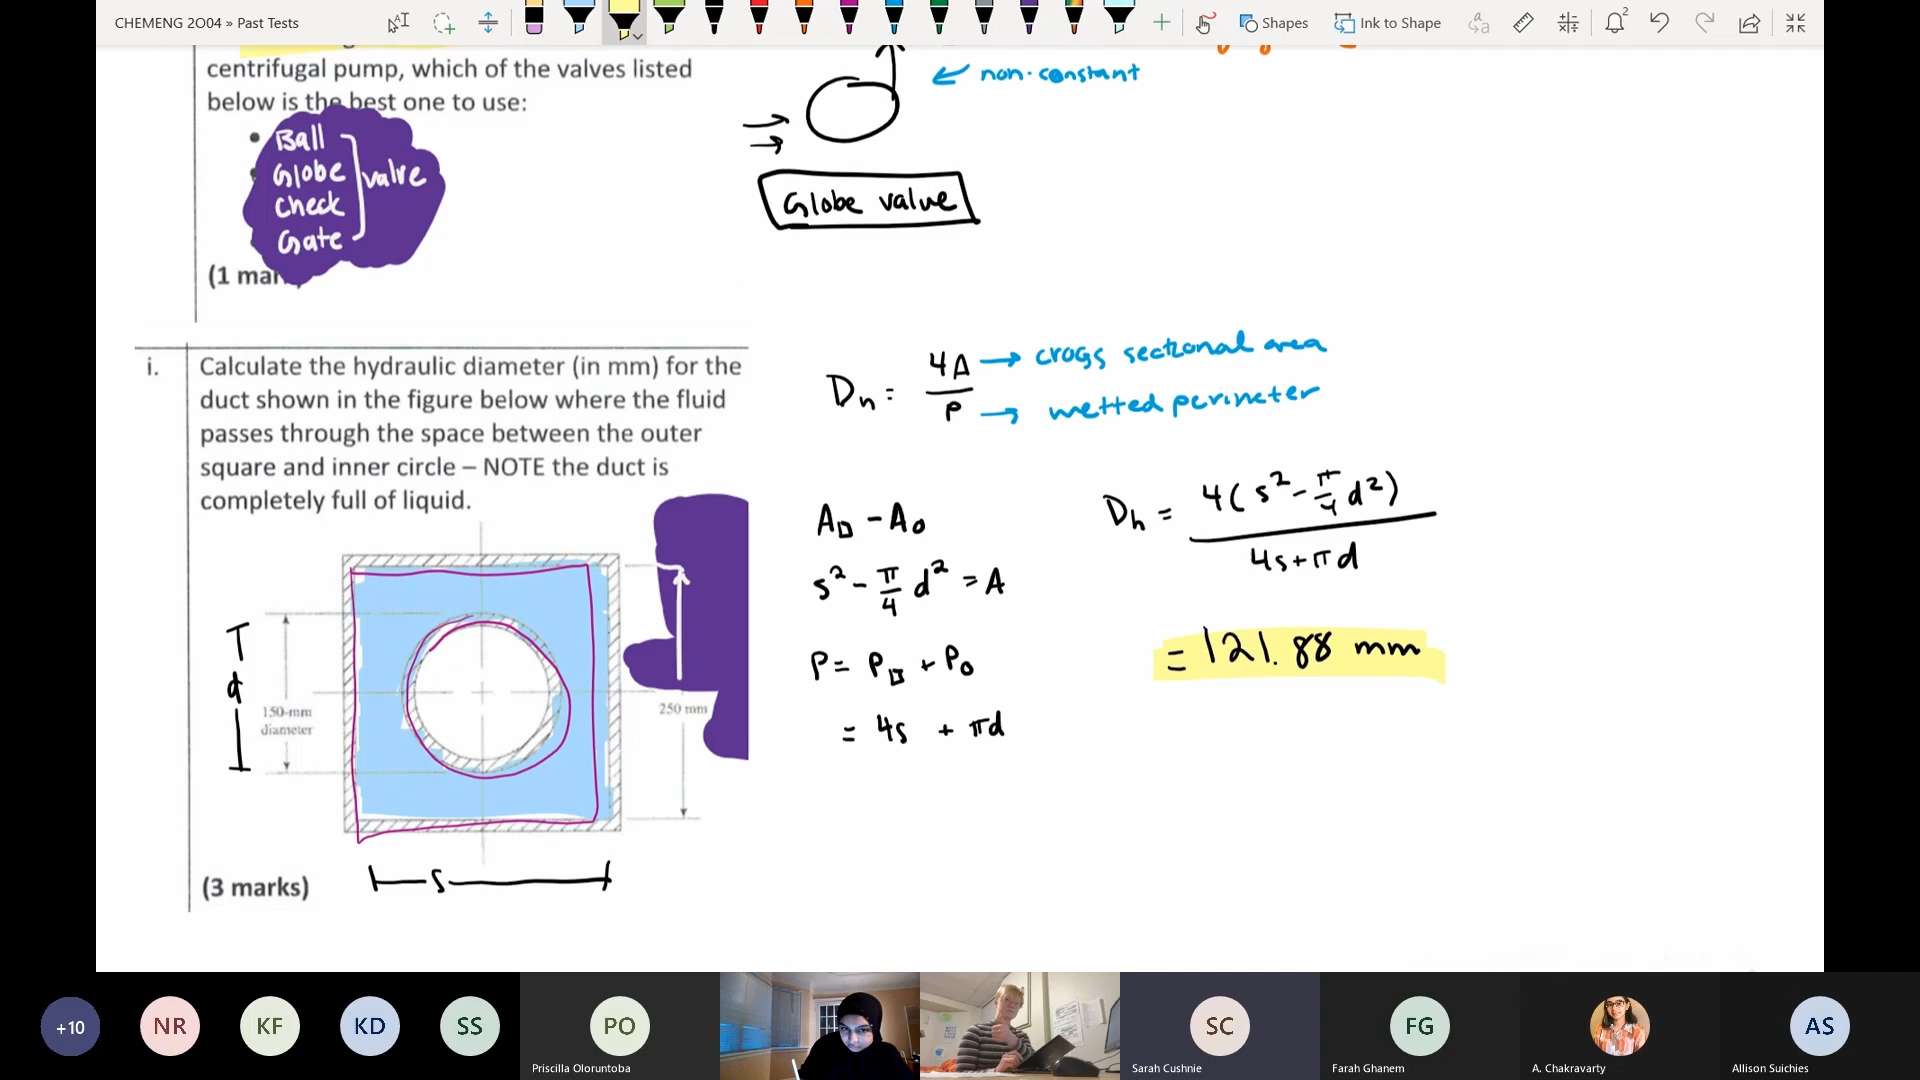 CHEMENG 2O04 » Past Tests
Shapes
Ink to Shape
2
centrifugal pump, which of the valves listed
below is the best one to use:
Ball
Globe
Check
Gate
valve
(1 mar
non-constant
Globe valve
i.
Calculate the hydraulic diameter (in mm) for the
duct shown in the figure below where the fluid
passes through the space between the outer
square and inner circle – NOTE the duct is
completely full of liquid.
d
150-mm
diameter
250 mm
s
(3 marks)
Dh = 4A/P
→ cross sectional area
→ wetted perimeter
A□ - A○
s² - π/4 d² = A
P = P□ + P○
= 4s + πd
Dh = 4(s² - π/4 d²) / 4s+πd
= 121.88 mm
+10
NR
KF
KD
SS
PO
Priscilla Oloruntoba
SC
Sarah Cushnie
FG
Farah Ghanem
A. Chakravarty
AS
Allison Suichies